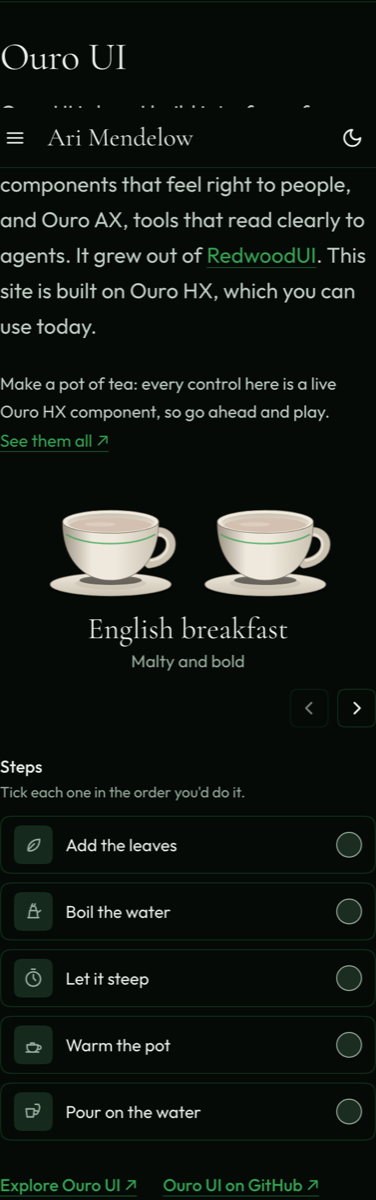 Ouro UI
Ari Mendelow
components that feel right to people,
and Ouro AX, tools that read clearly to
agents. It grew out of RedwoodUI. This
site is built on Ouro HX, which you can
use today.
Make a pot of tea: every control here is a live
Ouro HX component, so go ahead and play.
See them all ↗
English breakfast
Malty and bold
Steps
Tick each one in the order you'd do it.
Add the leaves
Boil the water
Let it steep
Warm the pot
Pour on the water
Explore Ouro UI ↗ Ouro UI on GitHub ↗